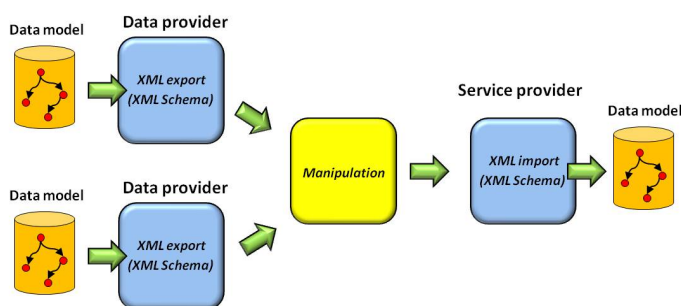 Data model
Data provider
XML export
(XML Schema)
Data model
Data provider
XML export
(XML Schema)
Manipulation
Service provider
XML import
(XML Schema)
Data model